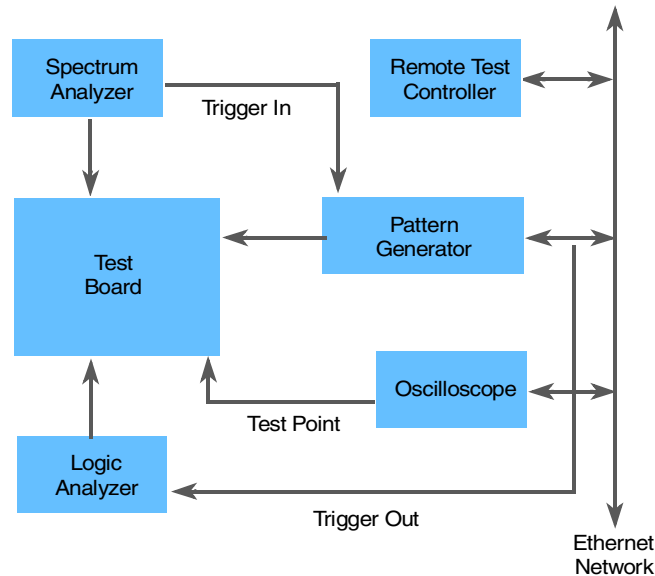 Spectrum
Analyzer
Remote Test
Controller
Trigger In
Pattern
Generator
Test
Board
Oscilloscope
Test Point
Logic
Analyzer
Trigger Out
Ethernet
Network